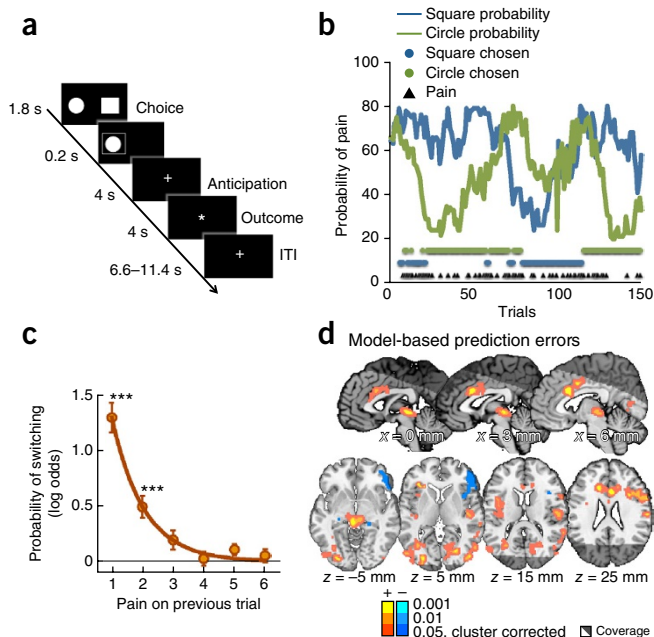 a
1.8 s
Choice
0.2 s
+
Anticipation
4 s
*
Outcome
4 s
+
ITI
6.6–11.4 s
b
Square probability
Circle probability
Square chosen
Circle chosen
Pain
Probability of pain
100
80
60
40
20
0
0 50 100 150
Trials
c
Probability of switching
(log odds)
1.5
1.0
0.5
0
***
***
1 2 3 4 5 6
Pain on previous trial
d
Model-based prediction errors
x = 0 mm x = 3 mm x = 6 mm
z = –5 mm z = 5 mm z = 15 mm z = 25 mm
+ –
0.001
0.01
0.05, cluster corrected
Coverage